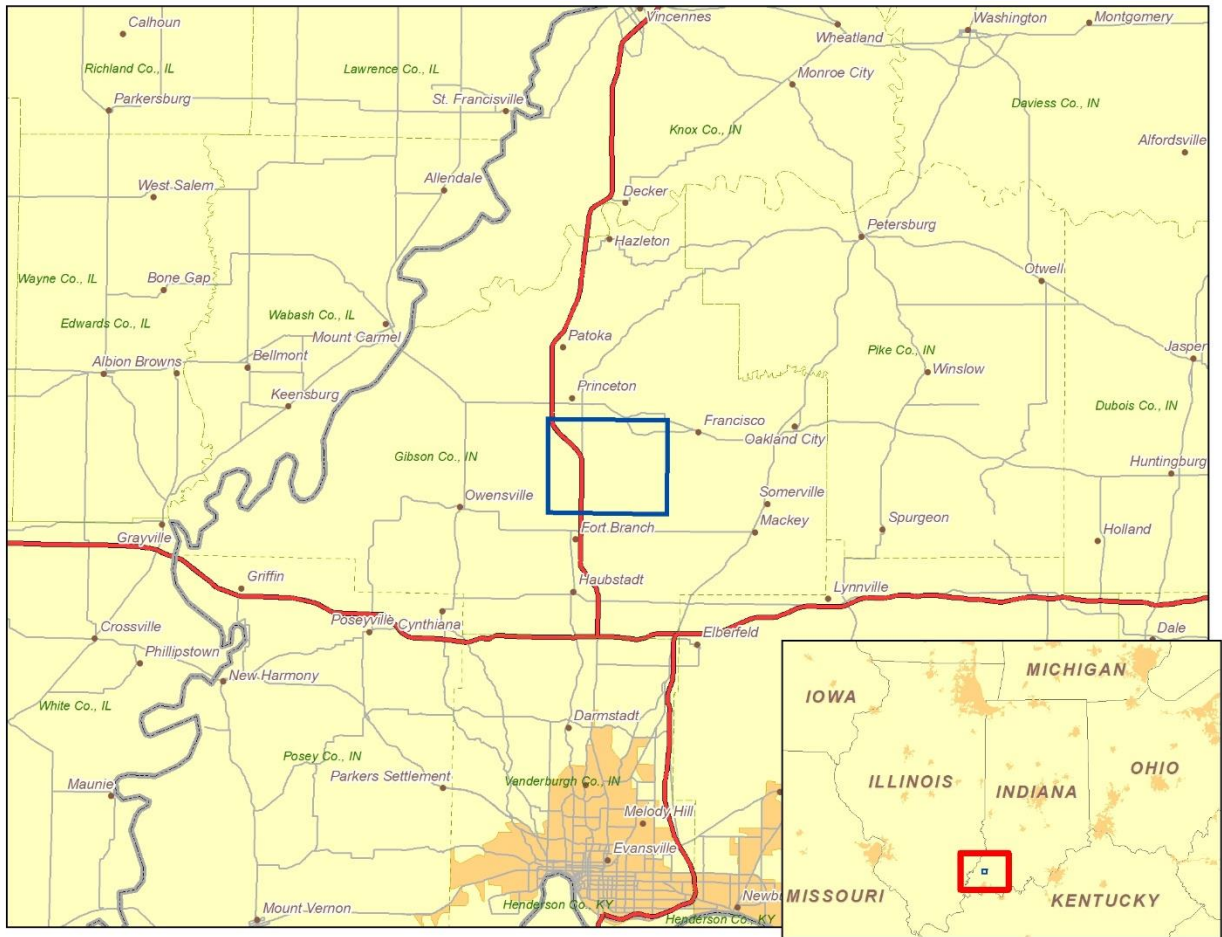 Calhoun
Vincennes
Washington
Montgomery
Wheatland
Richland Co., IL
Lawrence Co., IL
Monroe City
Parkersburg
St. Francisville
Daviess Co., IN
Knox Co., IN
Alfordsville
West Salem
Allendale
Decker
Petersburg
Hazleton
Wayne Co., IL
Bone Gap
Otwell
Edwards Co., IL
Wabash Co., IL
Mount Carmel
Patoka
Albion Browns
Bellmont
Pike Co., IN
Jasper
Winslow
Keensburg
Princeton
Dubois Co., IN
Francisco
Oakland City
Gibson Co., IN
Huntingburg
Owensville
Somerville
Mackey
Spurgeon
Grayville
Fort Branch
Holland
Griffin
Haubstadt
Lynnville
Poseyville
Cynthiana
Crossville
Elberfeld
Dale
Phillipstown
New Harmony
White Co., IL
Darmstadt
Posey Co., IN
Parkers Settlement
Vanderburgh Co., IN
Maunie
Melody Hill
Evansville
Henderson Co., KY
Newbu
Mount Vernon
Henderson Co., KY
MICHIGAN
IOWA
ILLINOIS
OHIO
INDIANA
MISSOURI
KENTUCKY